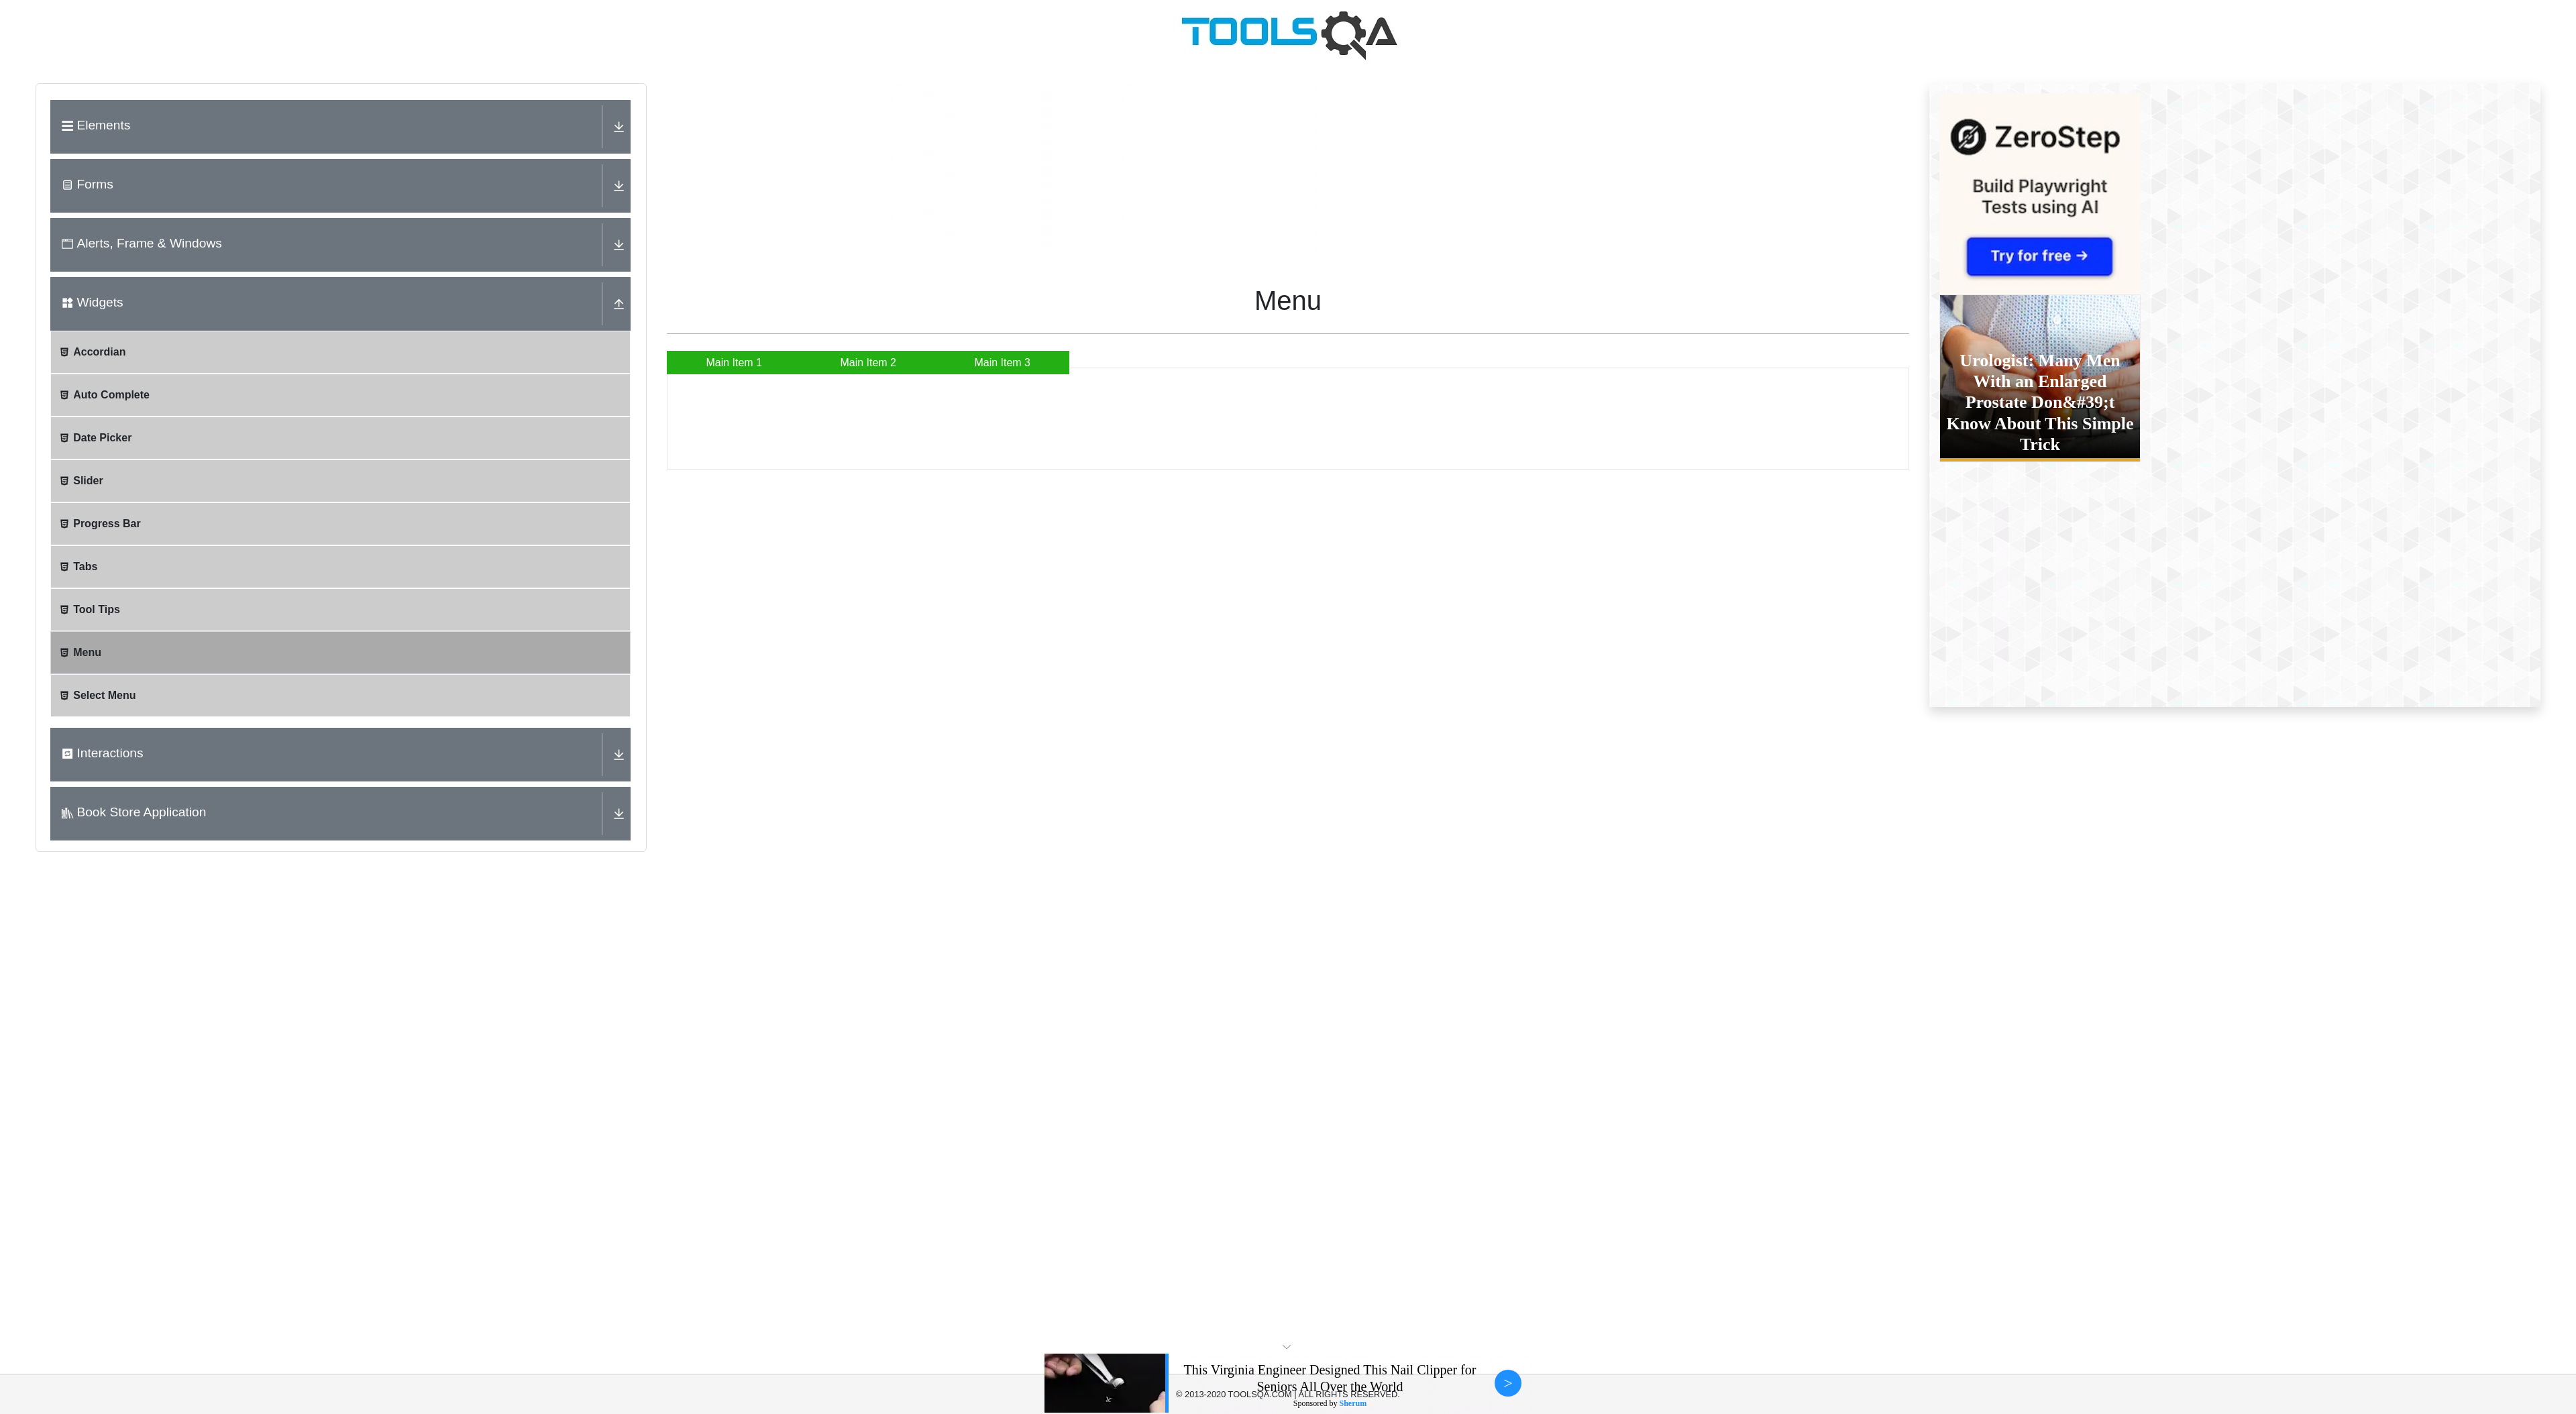 TOOLSQA
Elements
Forms
Alerts, Frame & Windows
Widgets
Accordian
Auto Complete
Date Picker
Slider
Progress Bar
Tabs
Tool Tips
Menu
Select Menu
Interactions
Book Store Application
Menu
Main Item 1
Main Item 2
Main Item 3
ZeroStep
Build Playwright
Tests using AI
Try for free →
Urologist: Many Men
With an Enlarged
Prostate Don&#39;t
Know About This Simple
Trick
This Virginia Engineer Designed This Nail Clipper for
Seniors All Over the World
© 2013-2020 TOOLSQA.COM | ALL RIGHTS RESERVED.
Sponsored by Sherum
>